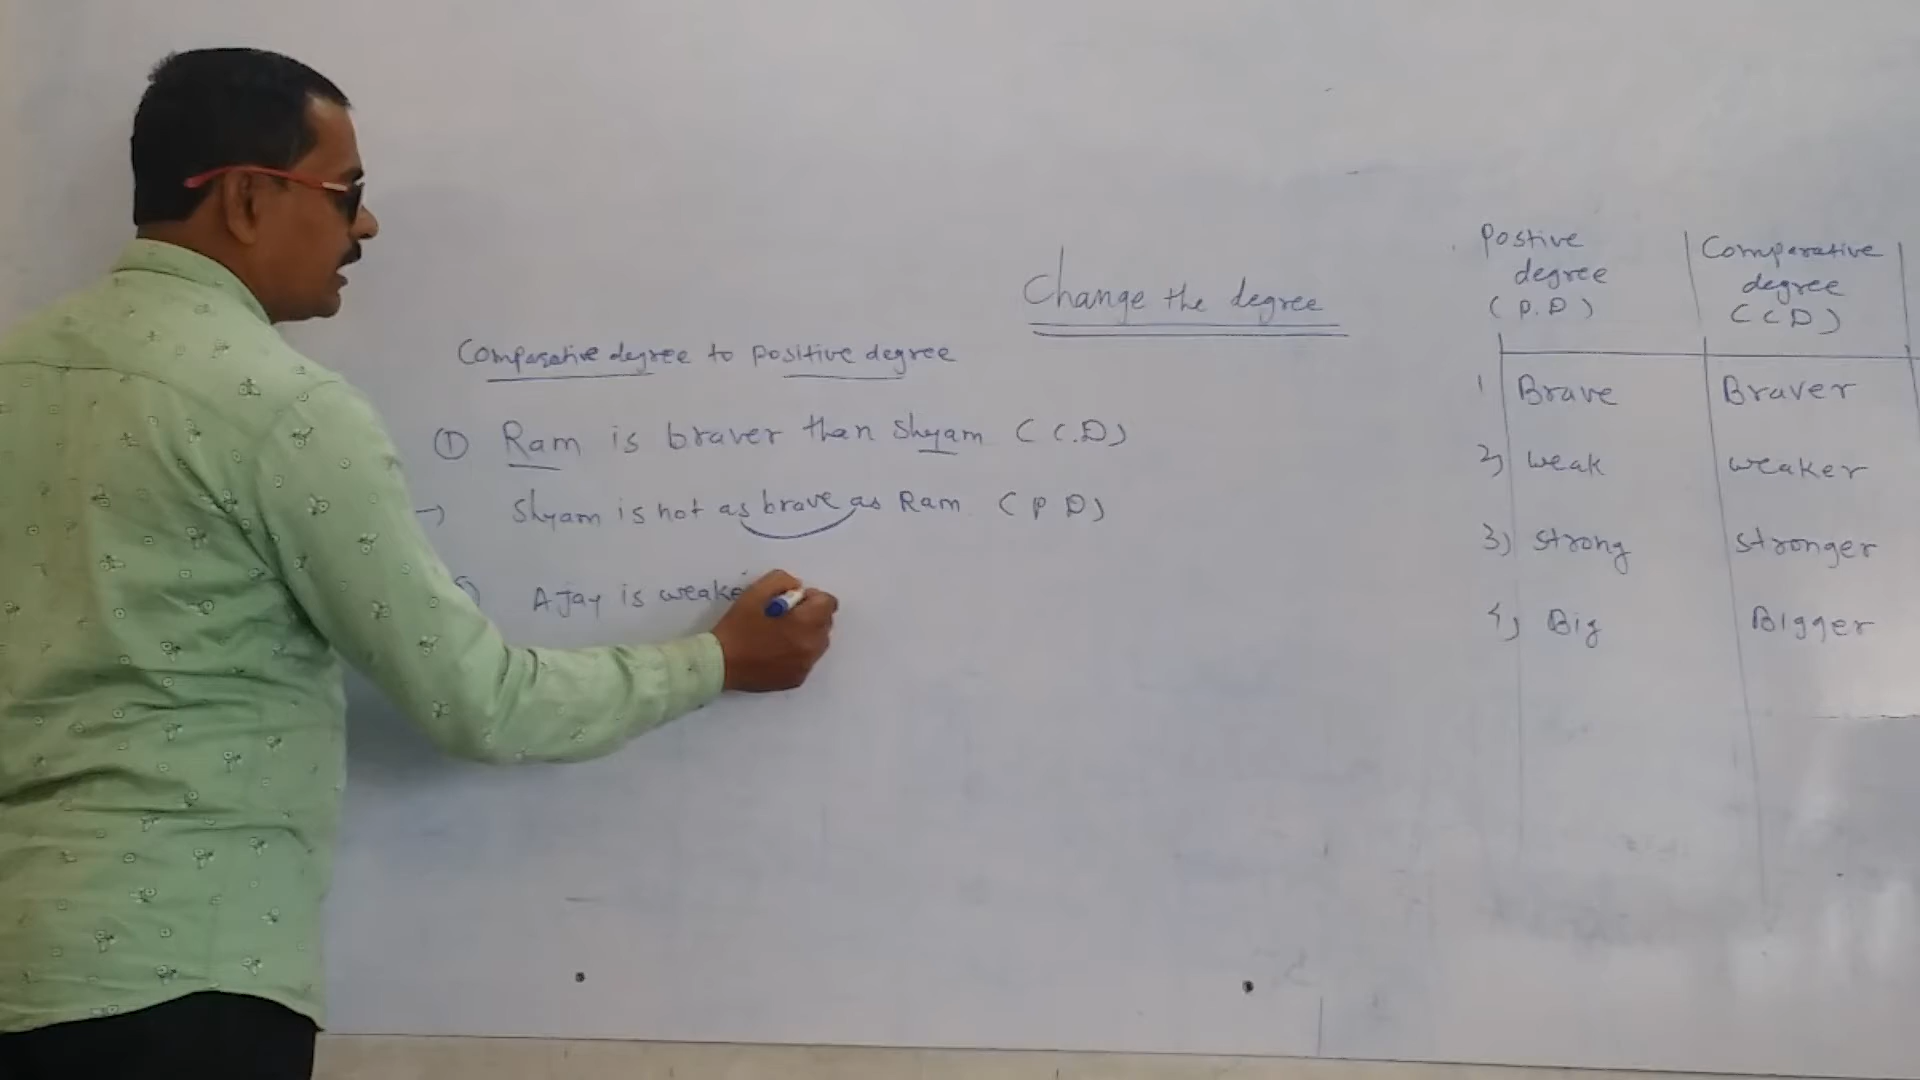 Change the degree
Comparative degree to positive degree
① Ram is braver than Shyam (C.D)
→ Shyam is not as brave as Ram (P D)
Ajay is weake
Postive degree (P.D) | Comperative degree (C C D)
1 Brave Braver
2) weak weaker
3) strong stronger
4) Big Bigger